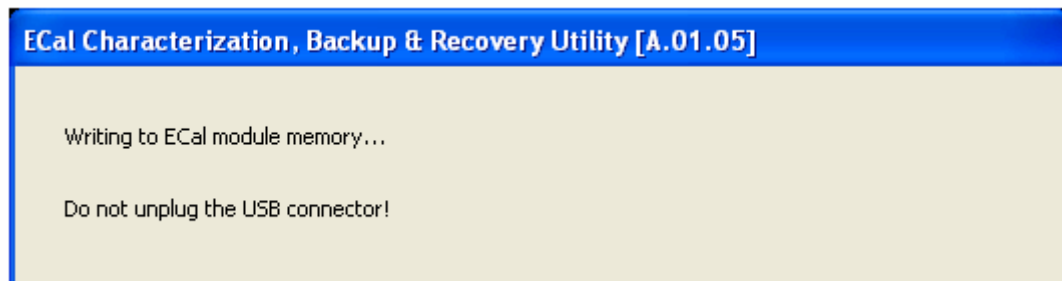 ECal Characterization, Backup & Recovery Utility [A.01.05]
Writing to ECal module memory...
Do not unplug the USB connector!